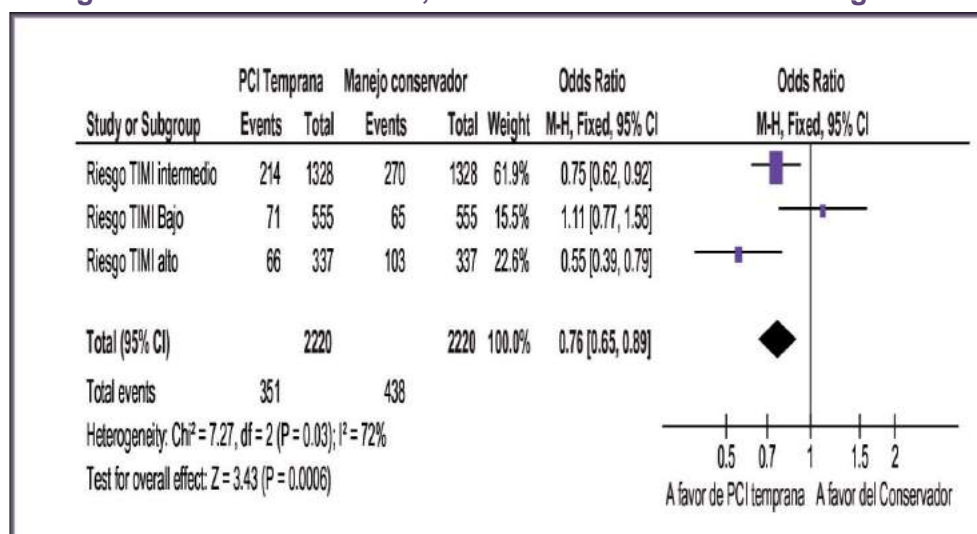 PCI Temprana Manejo conservador Odds Ratio Odds Ratio
Study or Subgroup Events Total Events Total Weight M-H, Fixed, 95% CI M-H, Fixed, 95% CI
Riesgo TIMI intermedio 214 1328 270 1328 61.9% 0.75 [0.62, 0.92]
Riesgo TIMI Bajo 71 555 65 555 15.5% 1.11 [0.77, 1.58]
Riesgo TIMI alto 66 337 103 337 22.6% 0.55 [0.39, 0.79]
Total (95% CI) 2220 2220 100.0% 0.76 [0.65, 0.89]
Total events 351 438
Heterogeneity: Chi² = 7.27, df = 2 (P = 0.03); I² = 72%
Test for overall effect: Z = 3.43 (P = 0.0006)
0.5 0.7 1 1.5 2
A favor de PCI temprana A favor del Conservador